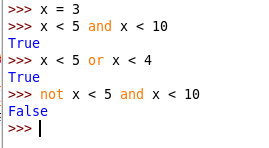 >>> x = 3
>>> x < 5 and x < 10
True
>>> x < 5 or x < 4
True
>>> not x < 5 and x < 10
False
>>>